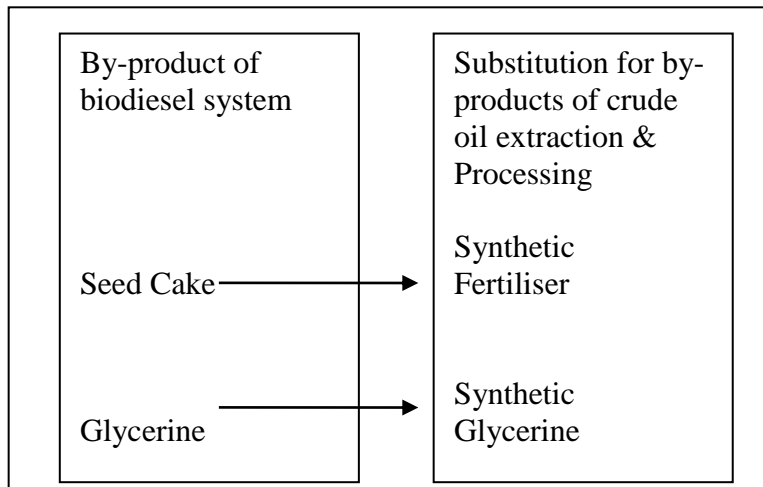 By-product of
biodiesel system
Seed Cake
Glycerine
Substitution for by-
products of crude
oil extraction &
Processing
Synthetic
Fertiliser
Synthetic
Glycerine